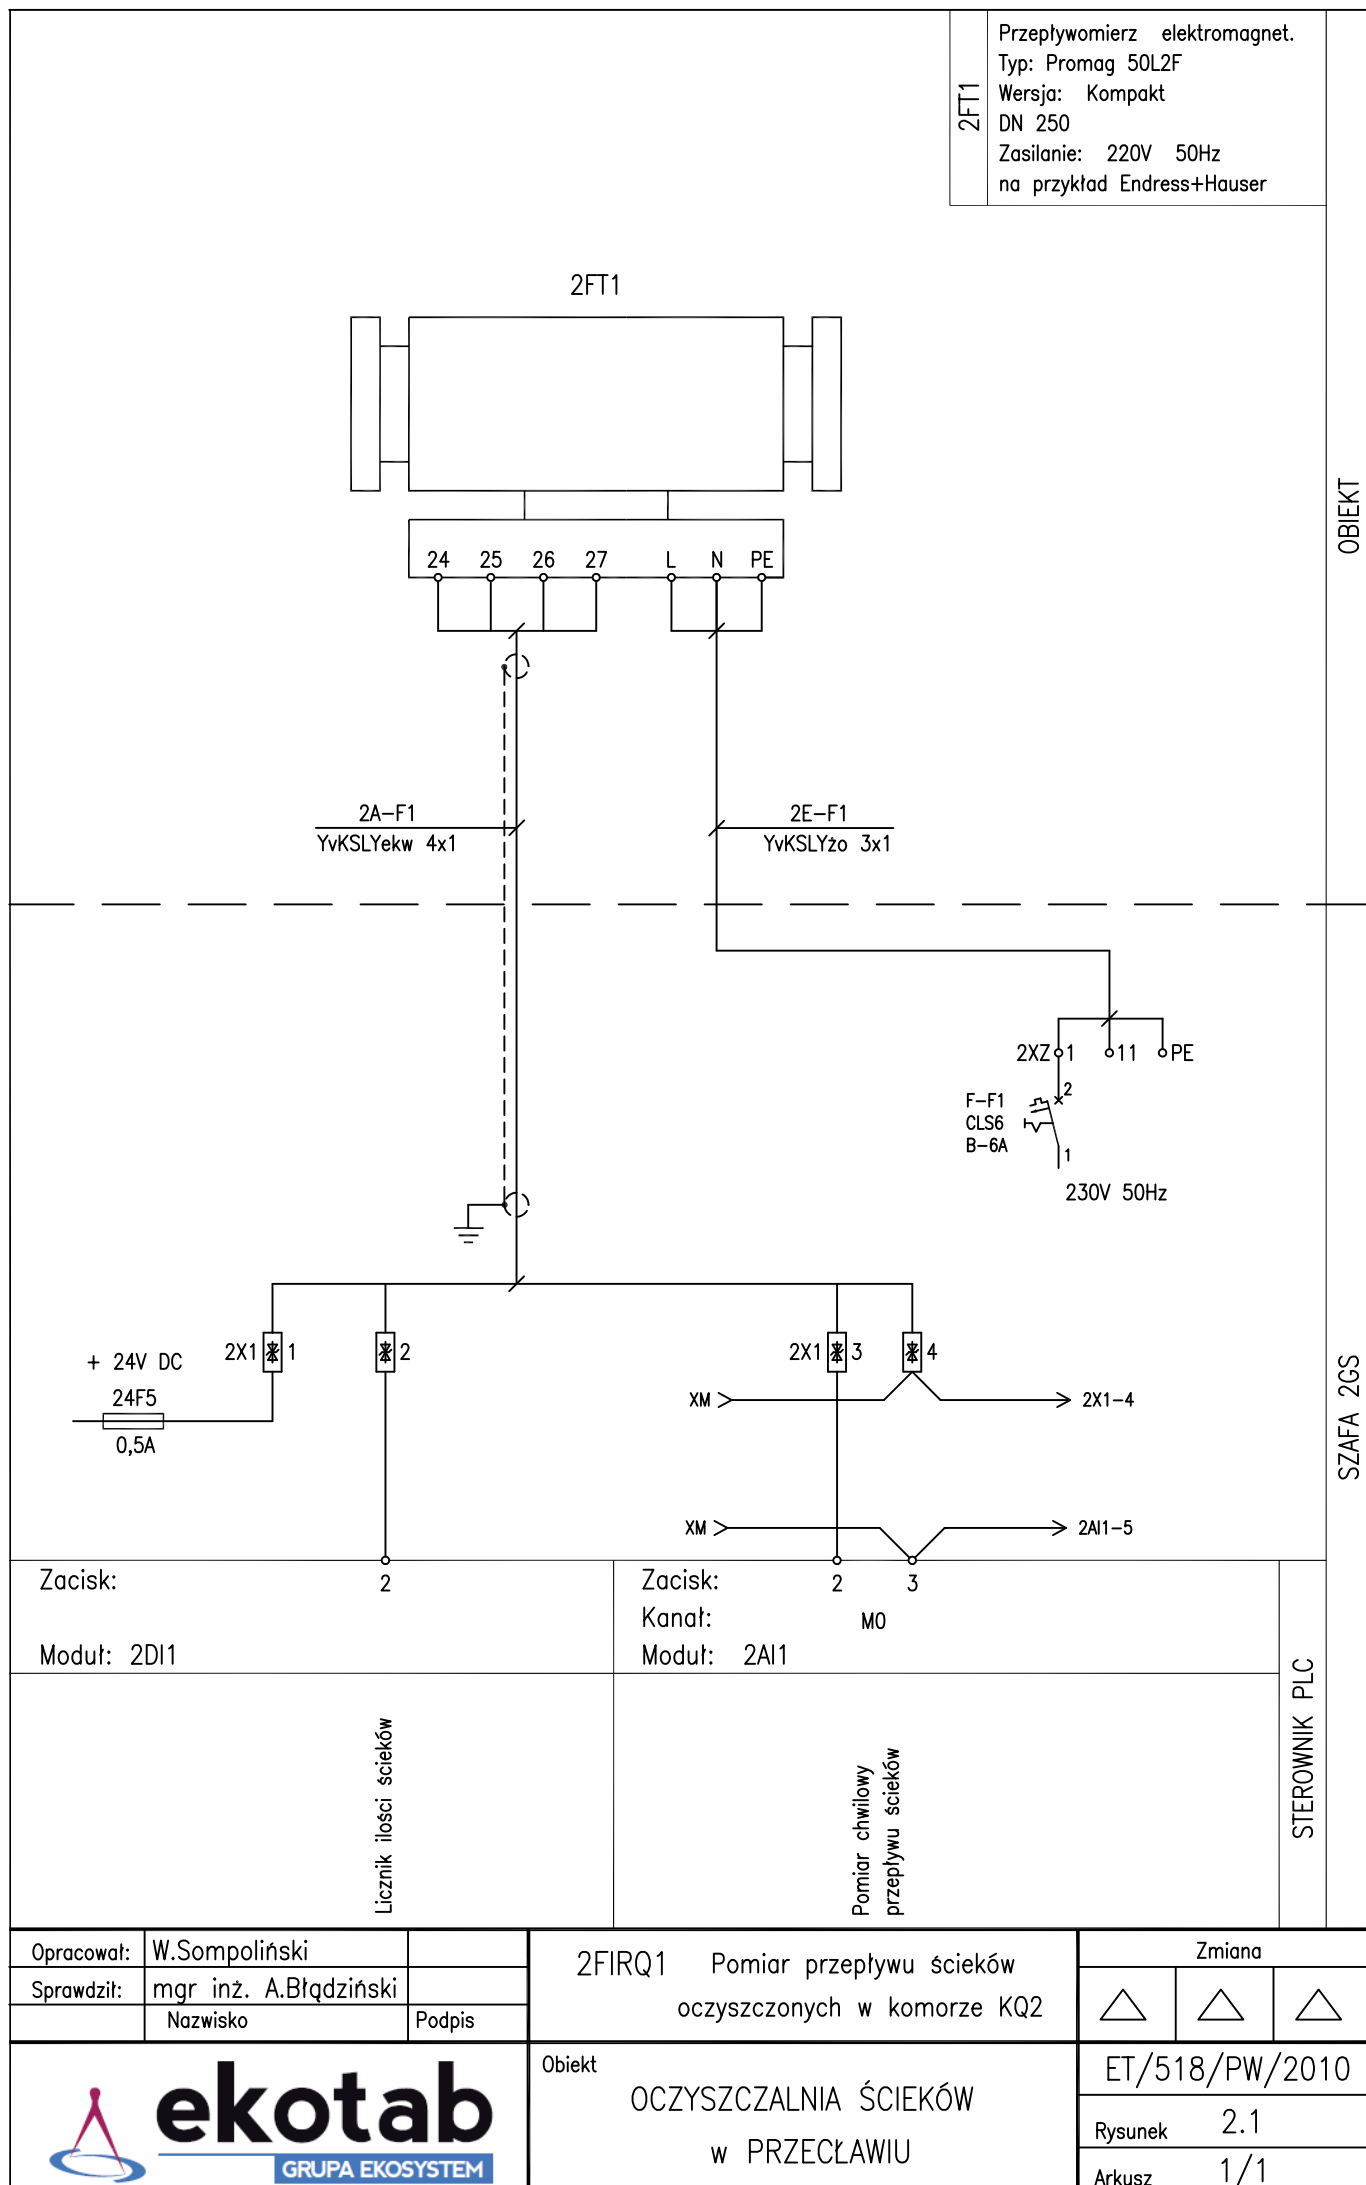 Przepływomierz elektromagnet.
Typ: Promag 50L2F
Wersja: Kompakt
DN 250
Zasilanie: 220V 50Hz
na przykład Endress+Hauser
2FT1
2FT1
OBIEKT
24 25 26 27 L N PE
2A-F1
YvKSLYekw 4x1
2E-F1
YvKSLYżo 3x1
2XZ 1 11 PE
2
F-F1
CLS6
B-6A
1
230V 50Hz
2X1 1 2
2X1 3 4
+ 24V DC
24F5
0,5A
XM 2X1-4
XM 2AI1-5
SZAFA 2GS
Zacisk: 2
Moduł: 2DI1
Zacisk: 2 3
Kanał: M0
Moduł: 2AI1
Licznik ilości ścieków
Pomiar chwilowy
przepływu ścieków
STEROWNIK PLC
Opracował: W.Sompoliński
Sprawdził: mgr inż. A.Błądziński
Nazwisko Podpis
2FIRQ1 Pomiar przepływu ścieków
oczyszczonych w komorze KQ2
Zmiana
ekotab
GRUPA EKOSYSTEM
Obiekt
OCZYSZCZALNIA ŚCIEKÓW
w PRZECŁAWIU
ET/518/PW/2010
Rysunek 2.1
Arkusz 1/1